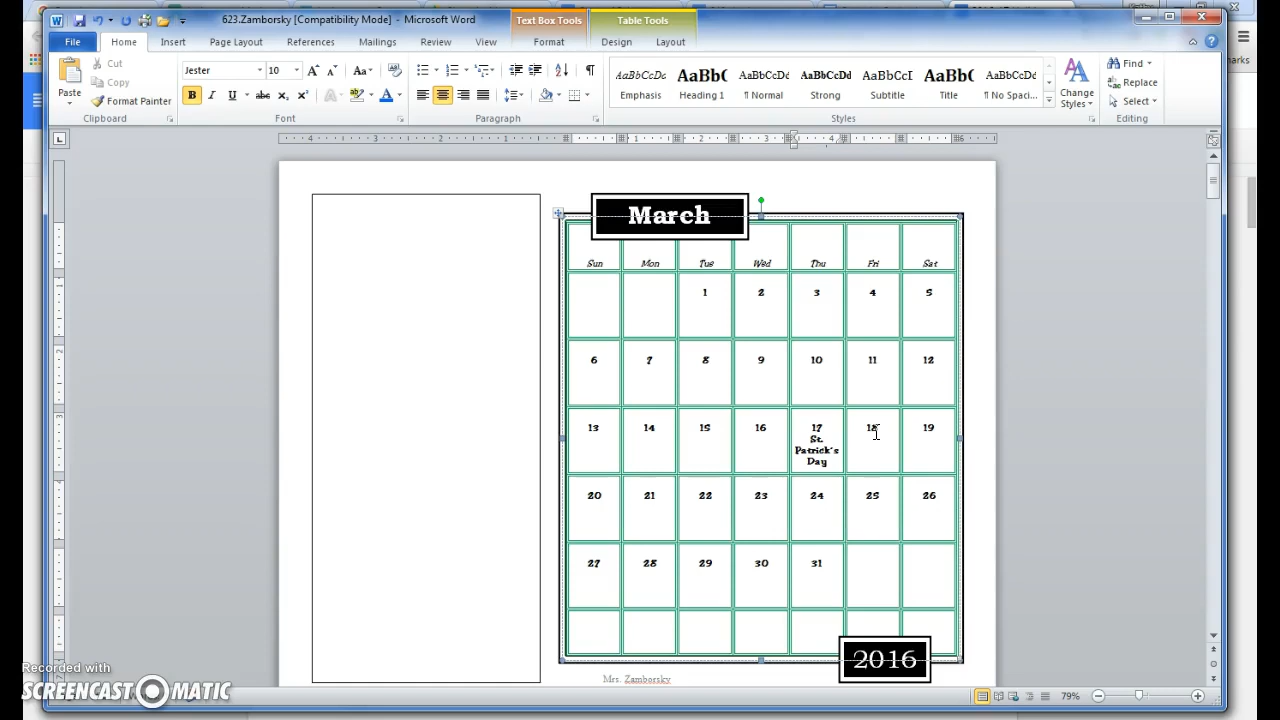 623.Zamborsky [Compatibility Mode] - Microsoft Word
Text Box Tools
Table Tools
File
Home
Insert
Page Layout
References
Mailings
Review
View
Format
Design
Layout
Paste
Cut
Copy
Format Painter
Clipboard
Jester
10
Font
Paragraph
AaBbCcDc
Emphasis
AaBbC
Heading 1
AaBbCcDc
¶ Normal
AaBbCcDd
Strong
AaBbCcI
Subtitle
AaBb(
Title
AaBbCcDc
¶ No Spaci...
Change
Styles
Styles
Find
Replace
Select
Editing
March
Sun Mon Tue Wed Thu Fri Sat
1 2 3 4 5
6 7 8 9 10 11 12
13 14 15 16 17 18 19
St.
Patrick's
Day
20 21 22 23 24 25 26
27 28 29 30 31
2016
Mrs. Zamborsky
Recorded with
SCREENCAST O MATIC
79%